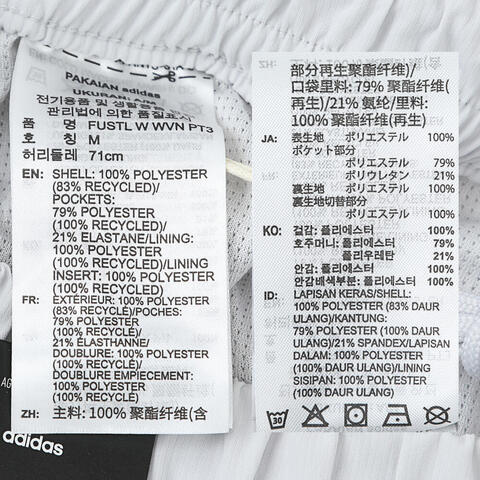 PAKAIAN adidas
전기용품 및 생활용품
관리법에 의한 품질표시
품 명 FUSTL W WVN PT3
호 칭 M
허리둘레 71cm
EN: SHELL: 100% POLYESTER
(83% RECYCLED)/
POCKETS:
79% POLYESTER
(100% RECYCLED)/
21% ELASTANE/LINING:
100% POLYESTER
(100% RECYCLED)/LINING
INSERT: 100% POLYESTER
(100% RECYCLED)
FR: EXTÉRIEUR: 100% POLYESTER
(83% RECYCLÉ)/POCHES:
79% POLYESTER
(100% RECYCLÉ)/
21% ÉLASTHANNE/
DOUBLURE: 100% POLYESTER
(100% RECYCLÉ)/
DOUBLURE EMPIECEMENT:
100% POLYESTER
(100% RECYCLÉ)
ZH: 主料: 100% 聚酯纤维(含
adidas
ZH: 部分再生聚酯纤维)/
口袋里料: 79% 聚酯纤维(
再生)/21% 氨纶/里料:
100% 聚酯纤维(再生)
JA: 表生地 ポリエステル 100%
ポケット部分
ポリエステル 79%
ポリウレタン 21%
裏生地 ポリエステル 100%
裏生地切替部分
ポリエステル 100%
KO: 겉감: 폴리에스터 100%
호주머니: 폴리에스터 79%
폴리우레탄 21%
안감: 폴리에스터 100%
안감배색부분: 폴리에스터 100%
ID: LAPISAN KERAS/SHELL:
100% POLYESTER (83% DAUR
ULANG)/KANTUNG:
79% POLYESTER (100% DAUR
ULANG)/21% SPANDEX/LAPISAN
DALAM: 100% POLYESTER
(100% DAUR ULANG)/LINING
SISIPAN: 100% POLYESTER
(100% DAUR ULANG)
30